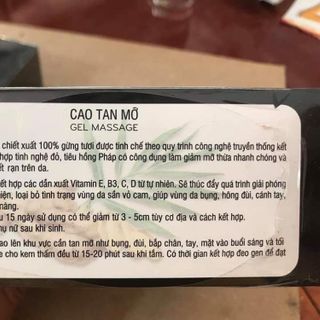 CAO TAN MỠ
GEL MASSAGE
chiết xuất 100% gừng tươi được tinh chế theo quy trình công nghệ truyền thống kết
hợp tinh nghệ đỏ, tiêu hồng Pháp có công dụng làm giảm mỡ thừa nhanh chóng và
ết rạn trên da.
ết hợp các dẫn xuất Vitamin E, B3, C, D từ tự nhiên. Sẽ thúc đẩy quá trình giải phóng
iện, loại bỏ tình trạng vùng da sần vỏ cam, giúp vùng da bụng, hông đùi, cánh tay,
màng.
u 15 ngày sử dụng có thể giảm từ 3 - 5cm tùy cơ địa và cách kết hợp.
ụ nữ sau khi sinh.
ao lên khu vực cần tan mỡ như bụng, đùi, bắp chân, tay, mặt vào buổi sáng và tối
e cho kem thấm đều từ 15-20 phút sau khi tắm. Có thời gian kết hợp đeo gen để đạt